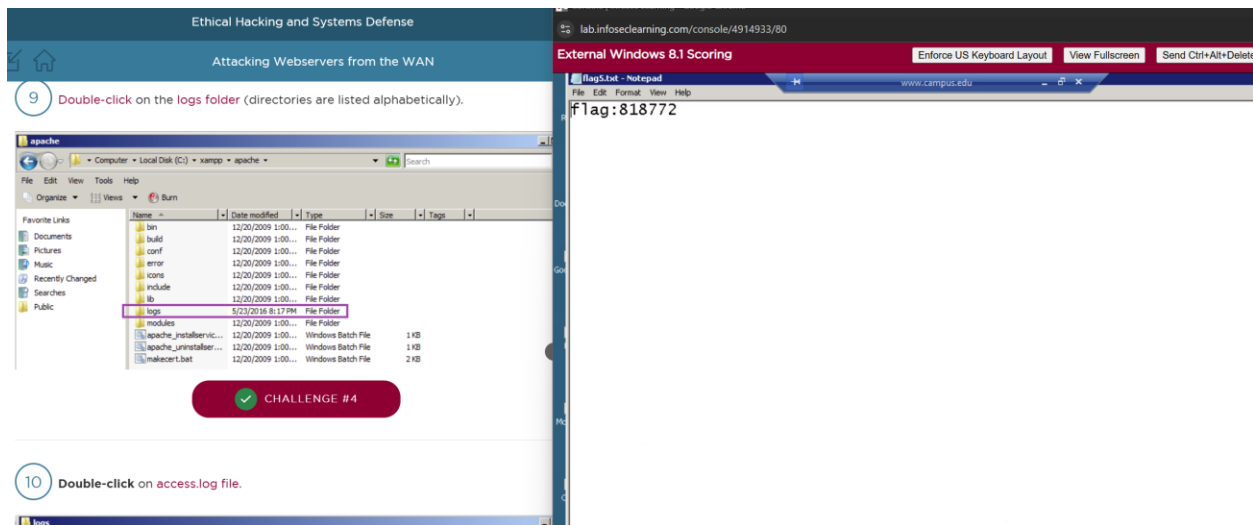 Ethical Hacking and Systems Defense
Attacking Webservers from the WAN
9 Double-click on the logs folder (directories are listed alphabetically).
apache
Computer Local Disk (C:) xampp apache Search
File Edit View Tools Help
Organize Views Burn
Favorite Links
Documents
Pictures
Music
Recently Changed
Searches
Public
Name Date modified Type Size Tags
bin 12/20/2009 1:00... File Folder
build 12/20/2009 1:00... File Folder
conf 12/20/2009 1:00... File Folder
error 12/20/2009 1:00... File Folder
icons 12/20/2009 1:00... File Folder
include 12/20/2009 1:00... File Folder
lib 12/20/2009 1:00... File Folder
logs 5/23/2016 8:17 PM File Folder
modules 12/20/2009 1:00... File Folder
apache_installservic... 12/20/2009 1:00... Windows Batch File 1 KB
apache_uninstallser... 12/20/2009 1:00... Windows Batch File 1 KB
makecert.bat 12/20/2009 1:00... Windows Batch File 2 KB
CHALLENGE #4
10 Double-click on access.log file.
logs
lab.infoseclearning.com/console/4914933/80
External Windows 8.1 Scoring Enforce US Keyboard Layout View Fullscreen Send Ctrl+Alt+Delete
flag5.txt - Notepad www.campus.edu
File Edit Format View Help
flag:818772